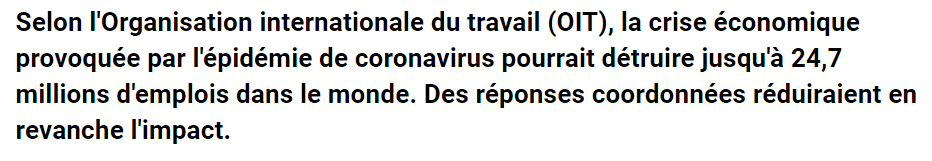 Selon l'Organisation internationale du travail (OIT), la crise économique
provoquée par l'épidémie de coronavirus pourrait détruire jusqu'à 24,7
millions d'emplois dans le monde. Des réponses coordonnées réduiraient en
revanche l'impact.